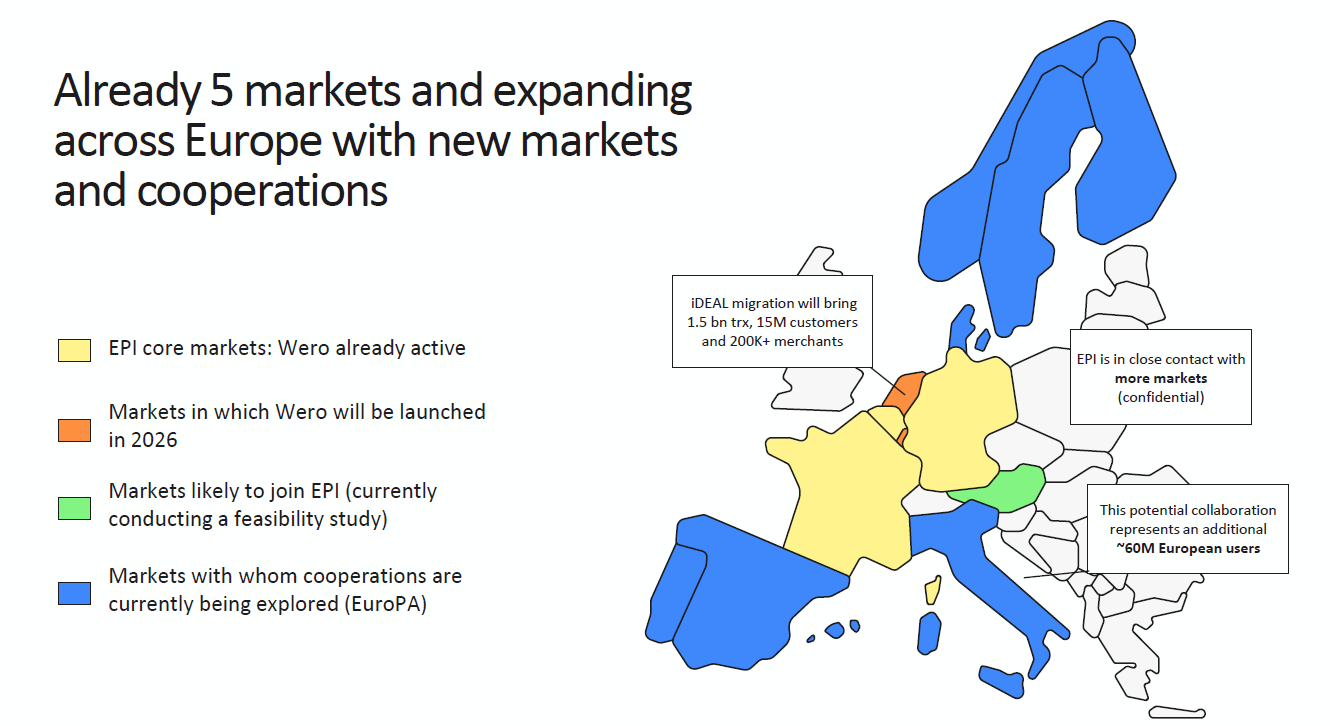 Already 5 markets and expanding
across Europe with new markets
and cooperations
EPI core markets: Wero already active
Markets in which Wero will be launched
in 2026
Markets likely to join EPI (currently
conducting a feasibility study)
Markets with whom cooperations are
currently being explored (EuroPA)
iDEAL migration will bring
1.5 bn trx, 15M customers
and 200K+ merchants
EPI is in close contact with
more markets
(confidential)
This potential collaboration
represents an additional
~60M European users